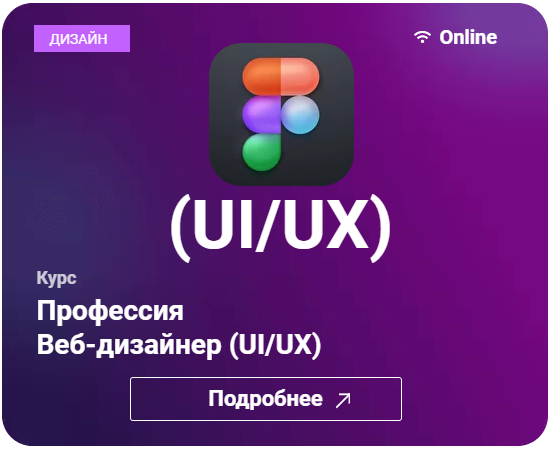 ДИЗАЙН
Online
(UI/UX)
Курс
Профессия
Веб-дизайнер (UI/UX)
Подробнее